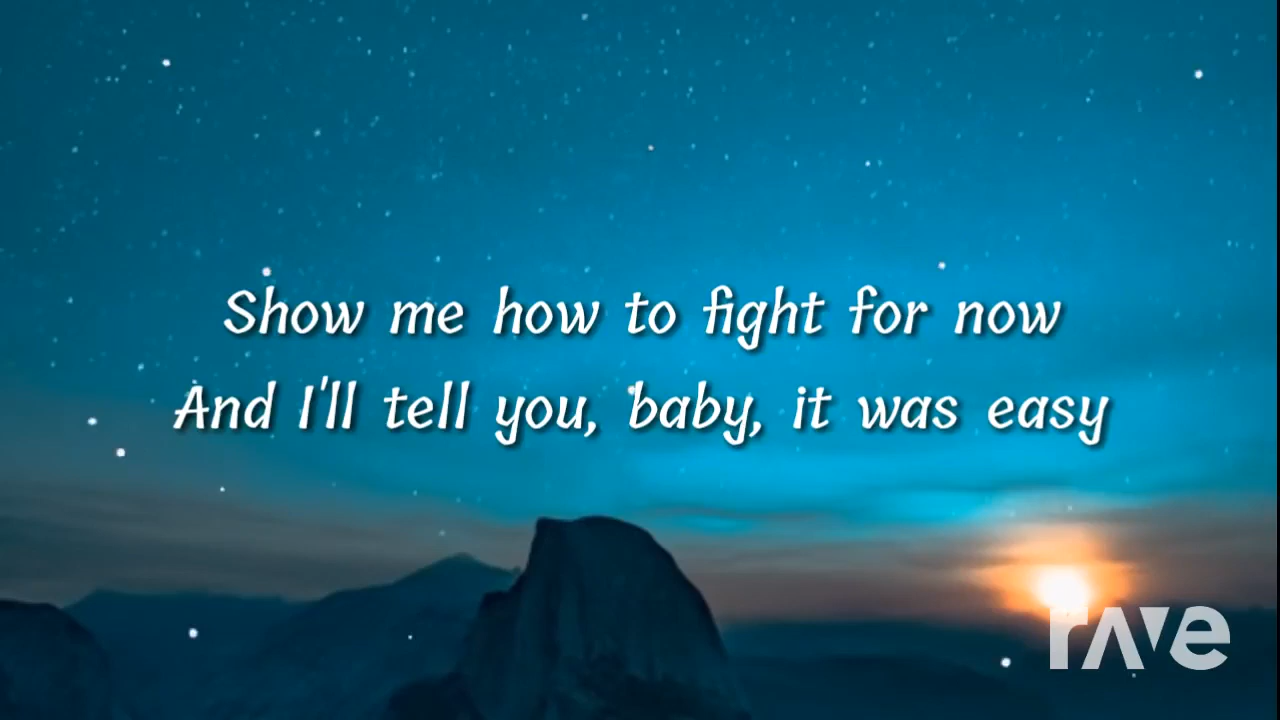 Show me how to fight for now
And I'll tell you, baby, it was easy
rave